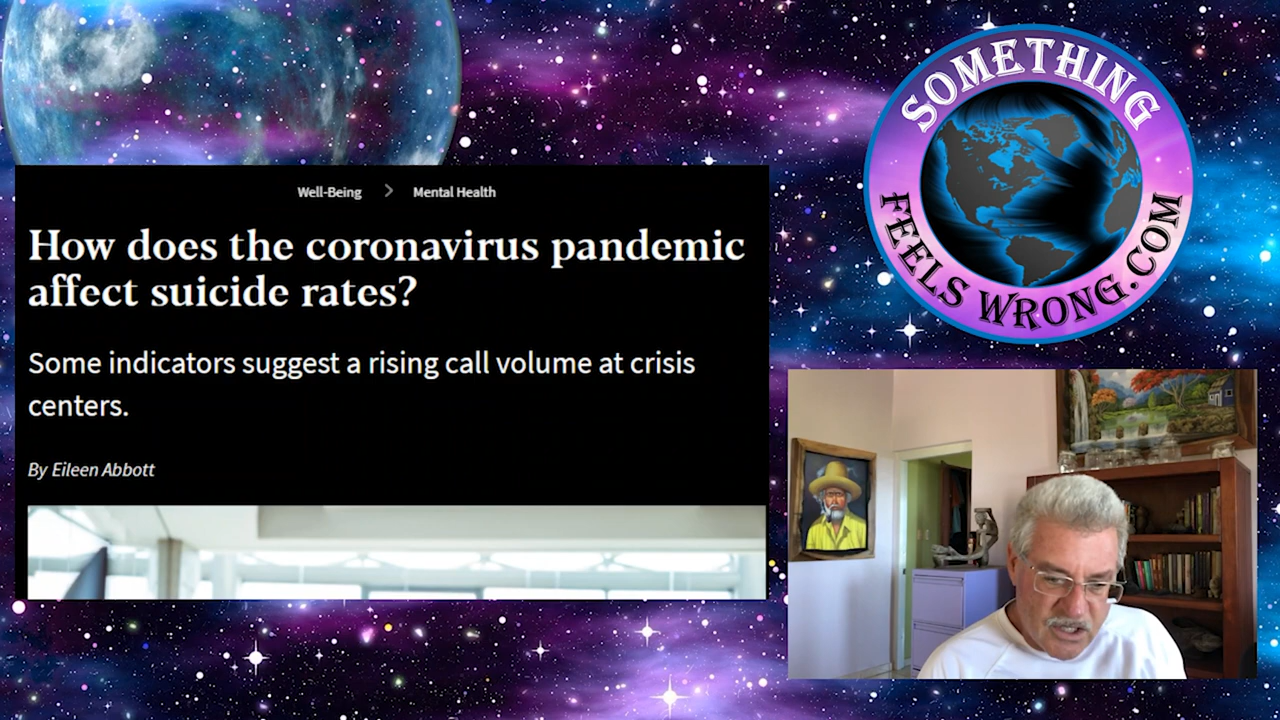 Well-Being > Mental Health
How does the coronavirus pandemic
affect suicide rates?
Some indicators suggest a rising call volume at crisis
centers.
By Eileen Abbott
SOMETHING
FEELS WRONG.COM